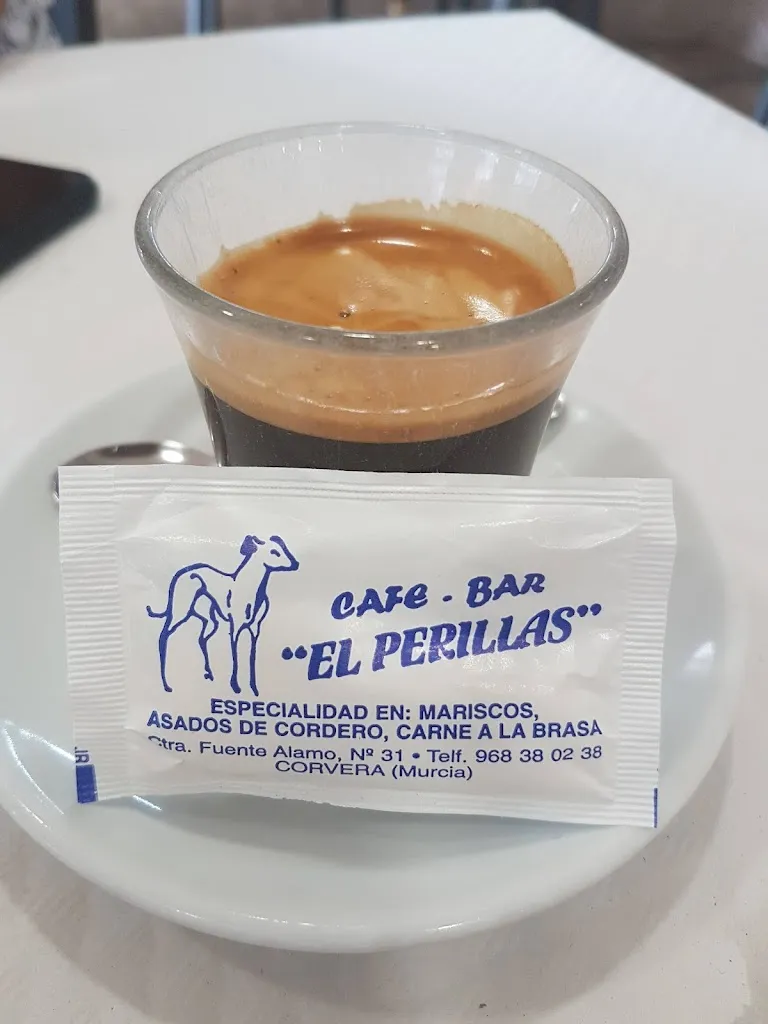 CAFE - BAR
"EL PERILLAS"
ESPECIALIDAD EN: MARISCOS,
ASADOS DE CORDERO, CARNE A LA BRASA
Ctra. Fuente Alamo, Nº 31 • Telf. 968 38 02 38
CORVERA (Murcia)